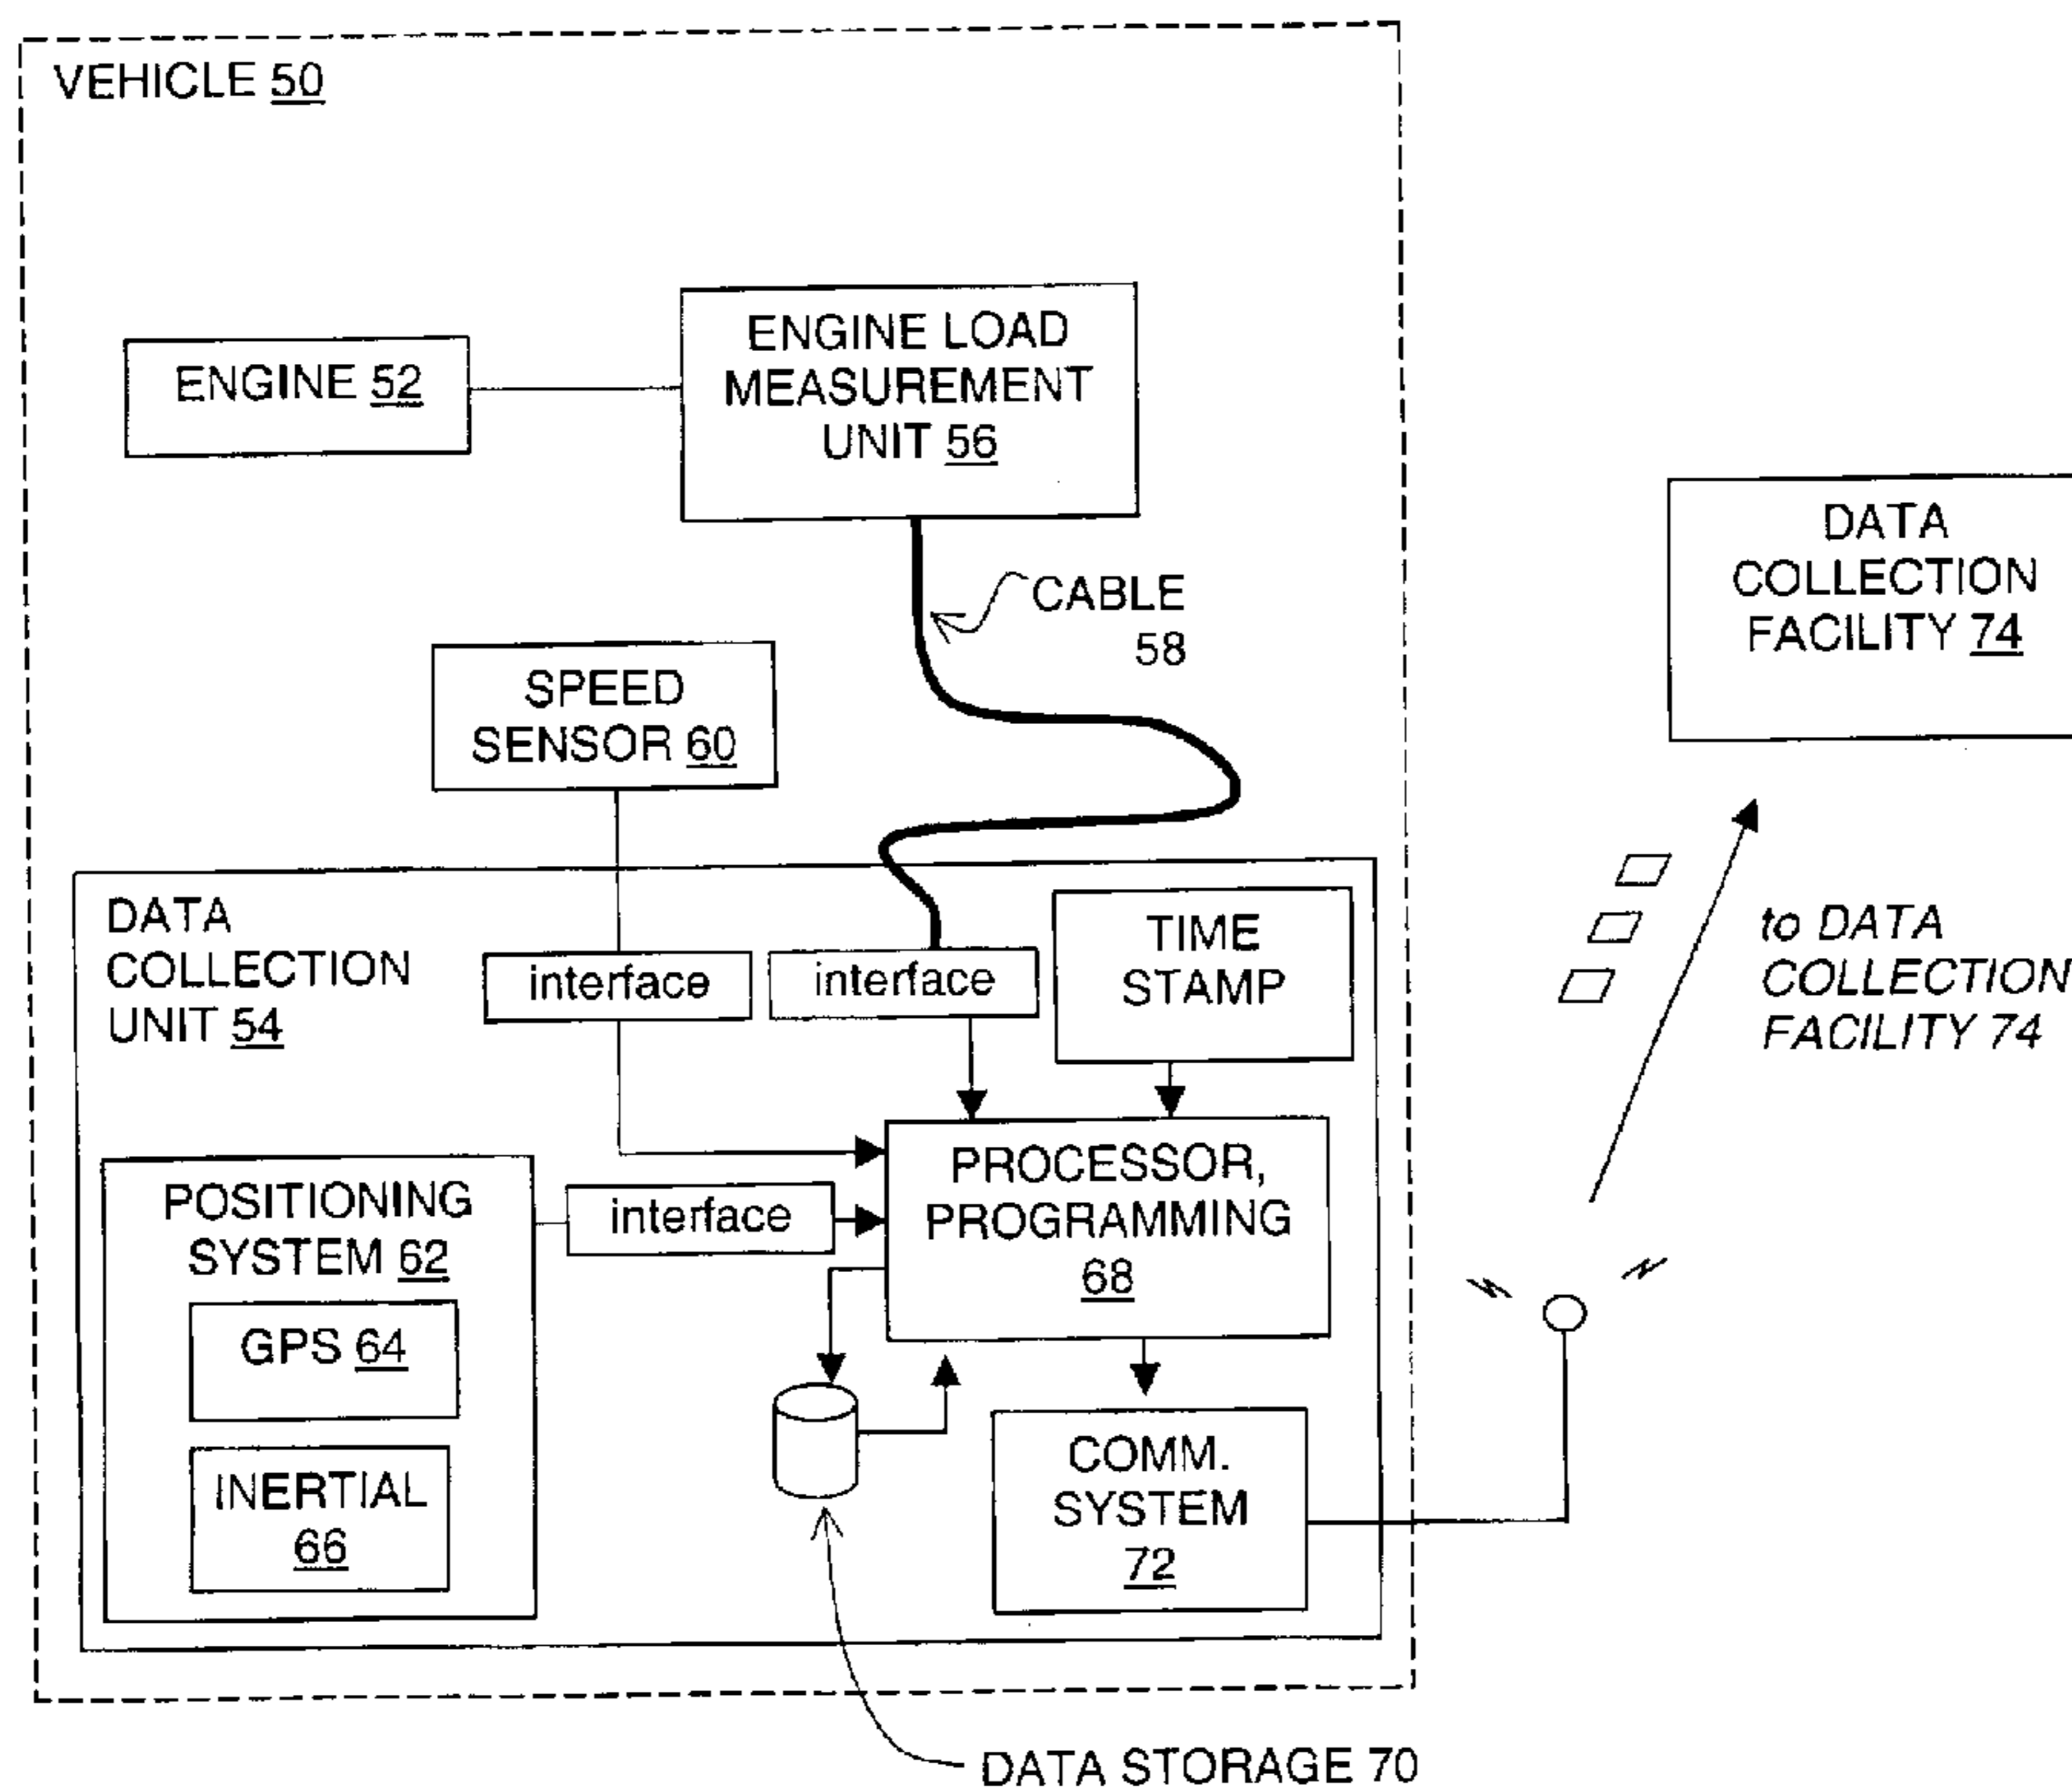 VEHICLE 50
ENGINE 52
ENGINE LOAD
MEASUREMENT
UNIT 56
CABLE
58
DATA
COLLECTION
FACILITY 74
SPEED
SENSOR 60
DATA
COLLECTION
UNIT 54
interface
interface
TIME
STAMP
to DATA
COLLECTION
FACILITY 74
POSITIONING
SYSTEM 62
GPS 64
INERTIAL
66
interface
PROCESSOR,
PROGRAMMING
68
COMM.
SYSTEM
72
DATA STORAGE 70